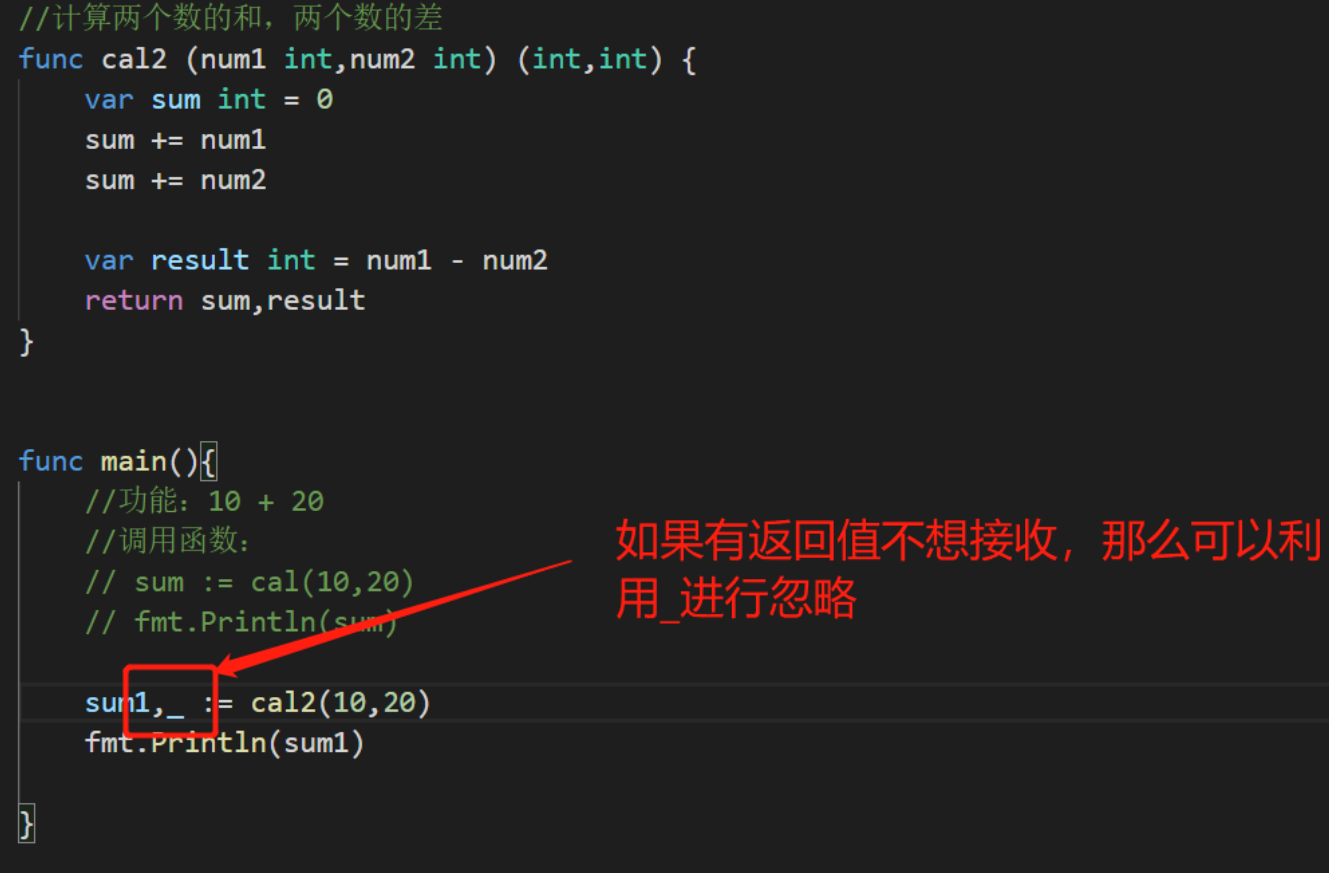 //计算两个数的和，两个数的差
func cal2 (num1 int,num2 int) (int,int) {
    var sum int = 0
    sum += num1
    sum += num2
    var result int = num1 - num2
    return sum,result
}
func main(){
    //功能：10 + 20
    //调用函数：
    // sum := cal(10,20)
    // fmt.Println(sum)
    sum1,_ := cal2(10,20)
    fmt.Println(sum1)
}
如果有返回值不想接收，那么可以利
用_进行忽略